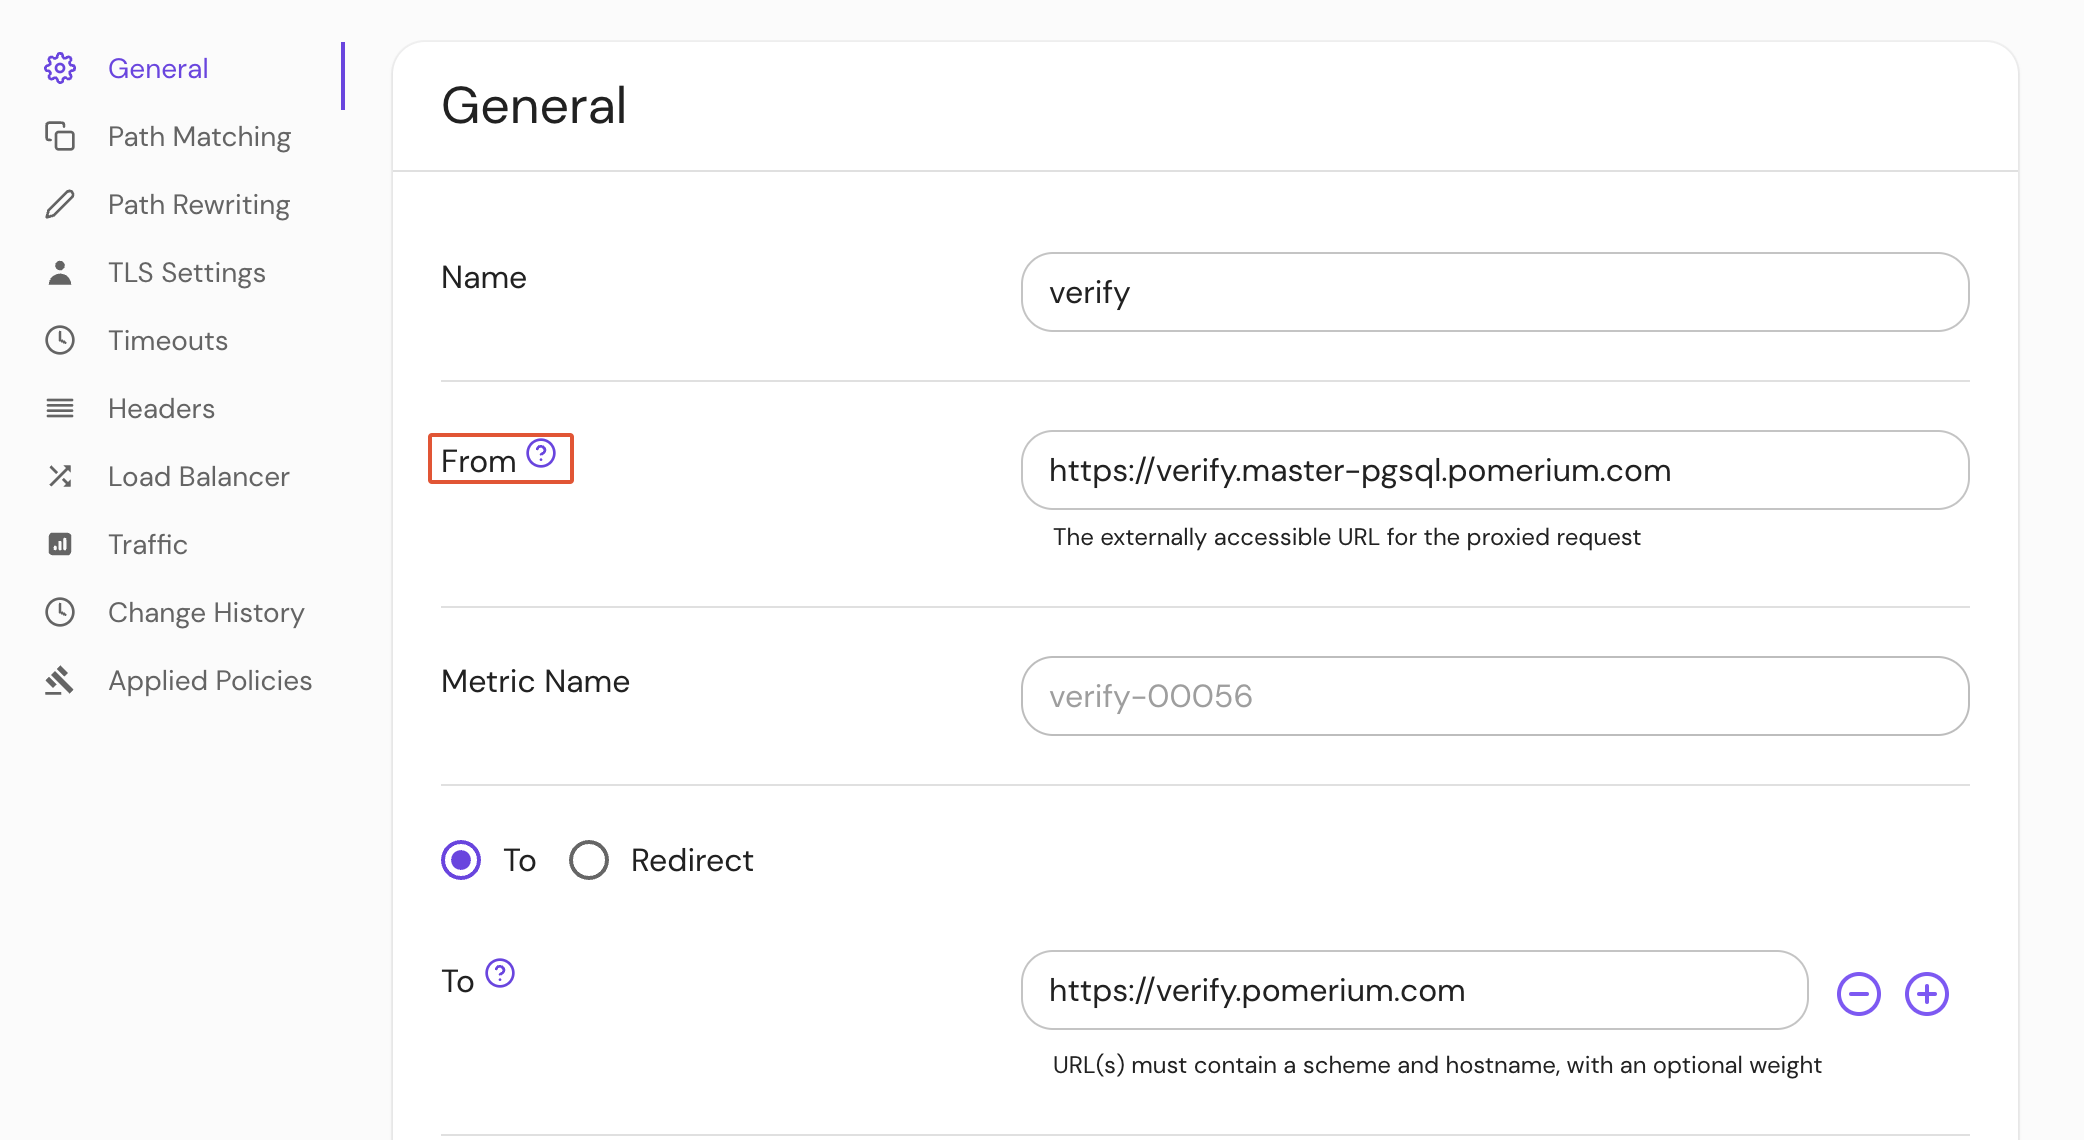 General
Path Matching
Path Rewriting
TLS Settings
Timeouts
Headers
Load Balancer
Traffic
Change History
Applied Policies
General
Name
verify
From
https://verify.master-pgsql.pomerium.com
The externally accessible URL for the proxied request
Metric Name
verify-00056
To Redirect
To
https://verify.pomerium.com
URL(s) must contain a scheme and hostname, with an optional weight